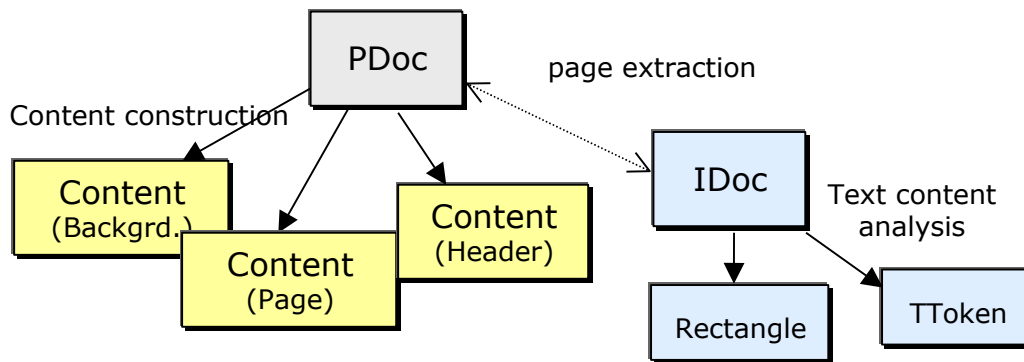 PDoc
page extraction
Content construction
Content
(Backgrd.)
Content
(Page)
Content
(Header)
IDoc
Text content
analysis
Rectangle
TToken